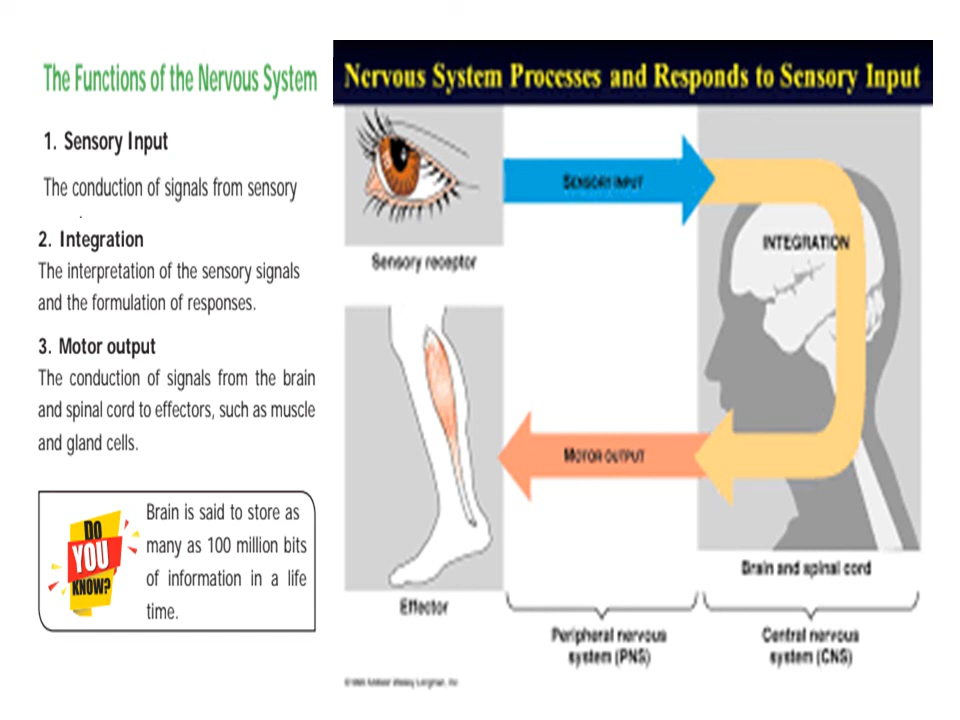 The Functions of the Nervous System
1. Sensory Input
The conduction of signals from sensory
2. Integration
The interpretation of the sensory signals
and the formulation of responses.
3. Motor output
The conduction of signals from the brain
and spinal cord to effectors, such as muscle
and gland cells.
DO
YOU
KNOW?
Brain is said to store as
many as 100 million bits
of information in a life
time.
Nervous System Processes and Responds to Sensory Input
SENSORY INPUT
Sensory receptor
INTEGRATION
MOTOR OUTPUT
Brain and spinal cord
Effector
Peripheral nervous
system (PNS)
Central nervous
system (CNS)